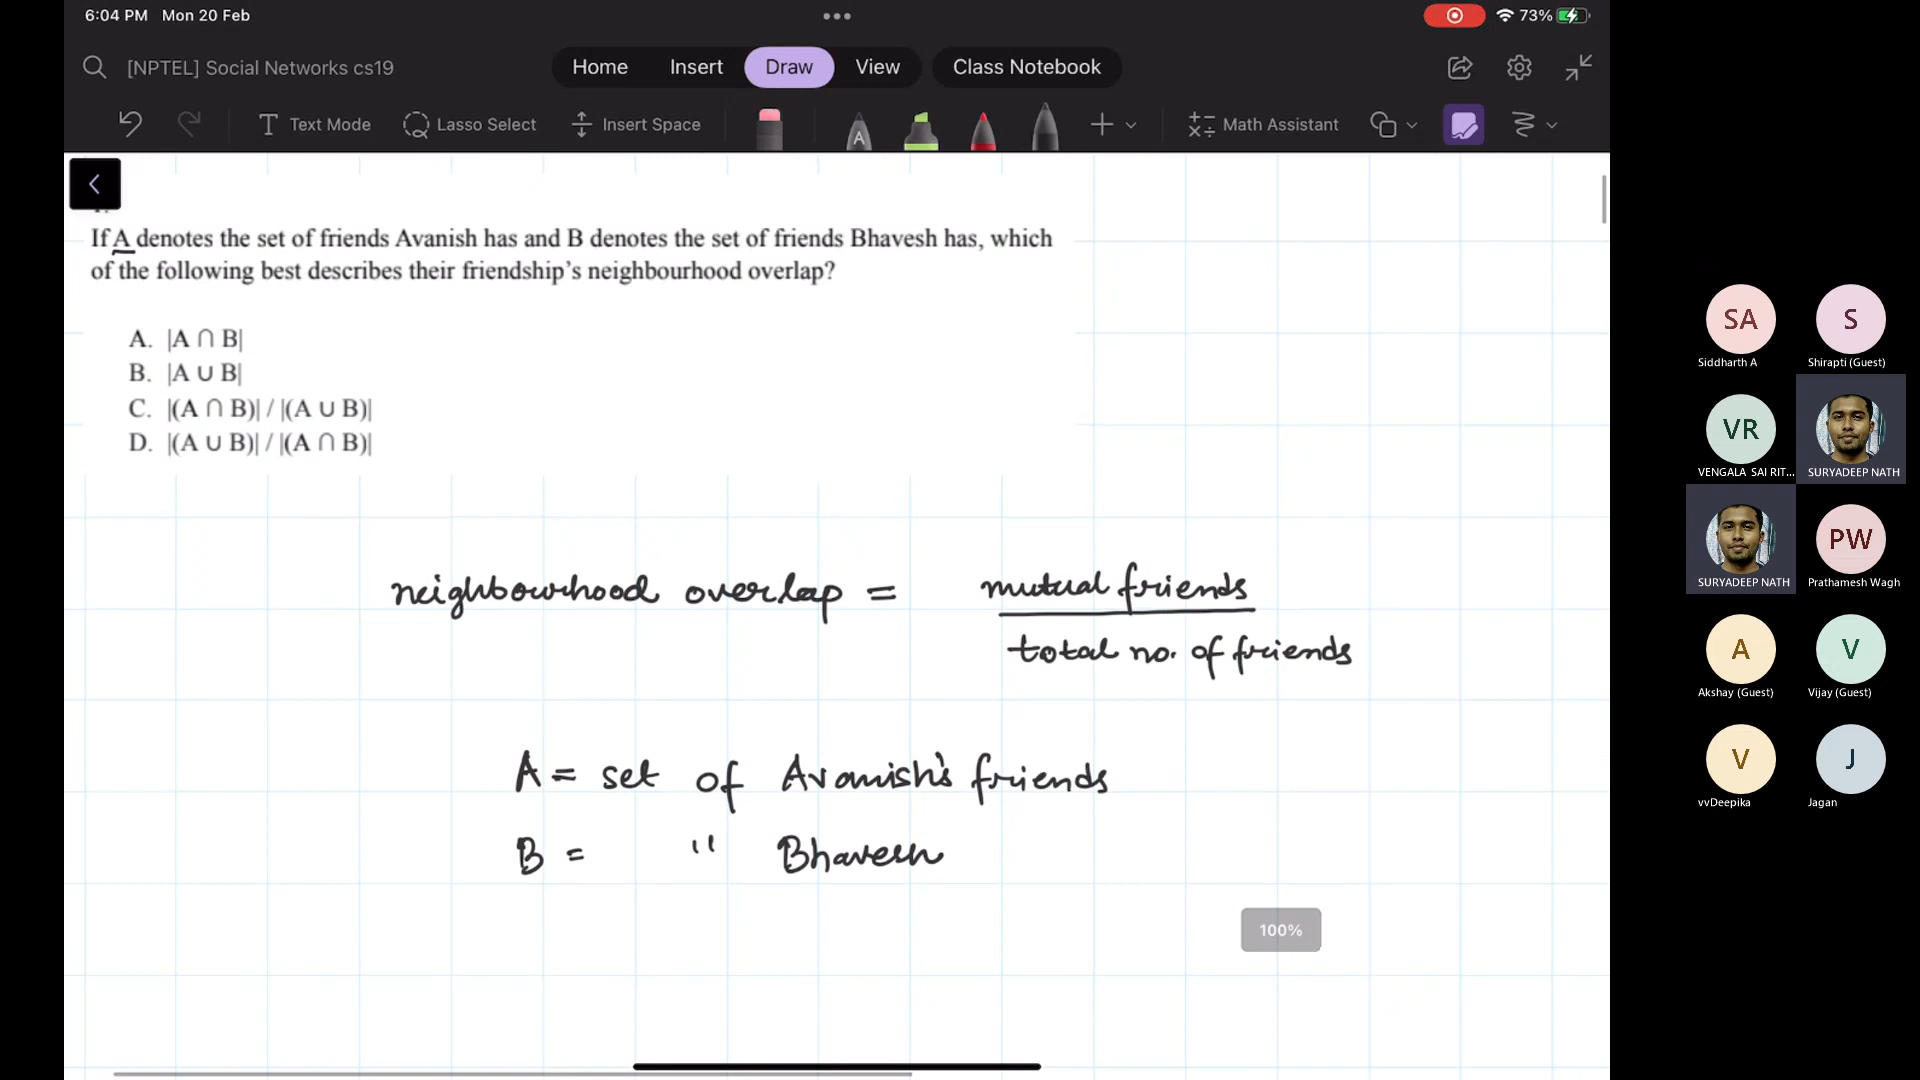 6:04 PM Mon 20 Feb
73%
[NPTEL] Social Networks cs19
Home Insert Draw View Class Notebook
Text Mode Lasso Select Insert Space A Math Assistant
If A denotes the set of friends Avanish has and B denotes the set of friends Bhavesh has, which
of the following best describes their friendship's neighbourhood overlap?
A. |A ∩ B|
B. |A ∪ B|
C. |(A ∩ B)| / |(A ∪ B)|
D. |(A ∪ B)| / |(A ∩ B)|
neighbourhood overlap = mutual friends
total no. of friends
A = set of Avanish's friends
B = " Bhavesh
100%
SA S
Siddharth A Shirapti (Guest)
VR
VENGALA SAI RIT... SURYADEEP NATH
PW
SURYADEEP NATH Prathamesh Wagh
A V
Akshay (Guest) Vijay (Guest)
V J
vvDeepika Jagan